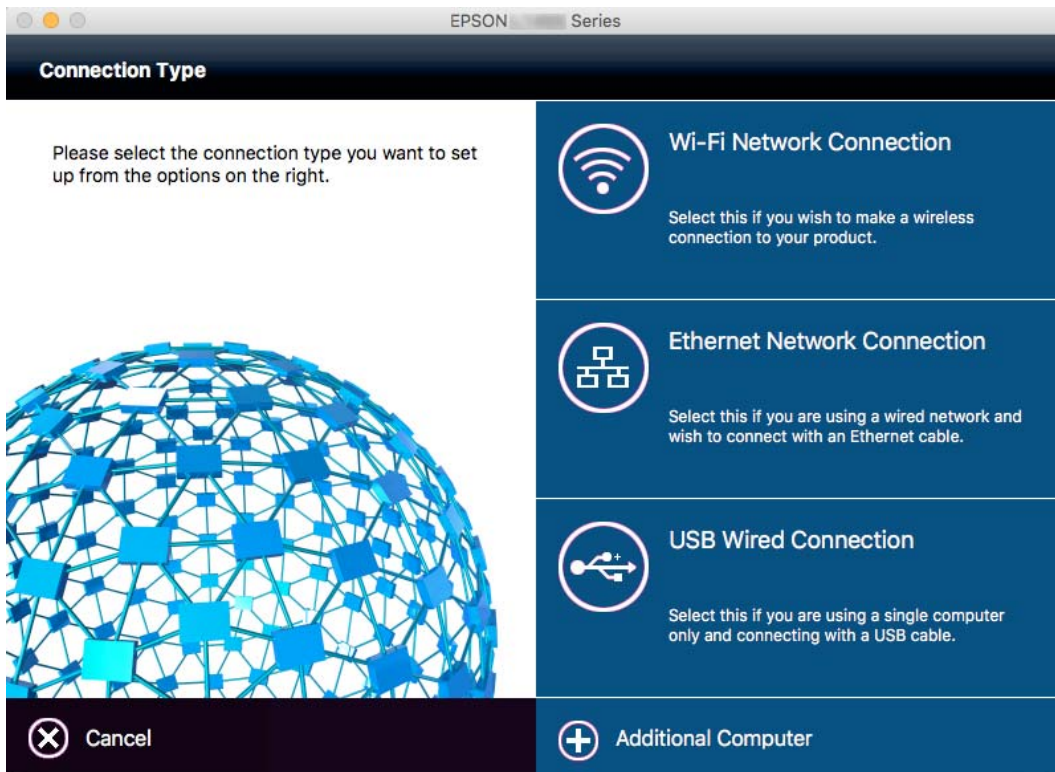 EPSON Series
Connection Type
Please select the connection type you want to set
up from the options on the right.
Wi-Fi Network Connection
Select this if you wish to make a wireless
connection to your product.
Ethernet Network Connection
Select this if you are using a wired network and
wish to connect with an Ethernet cable.
USB Wired Connection
Select this if you are using a single computer
only and connecting with a USB cable.
Cancel
Additional Computer